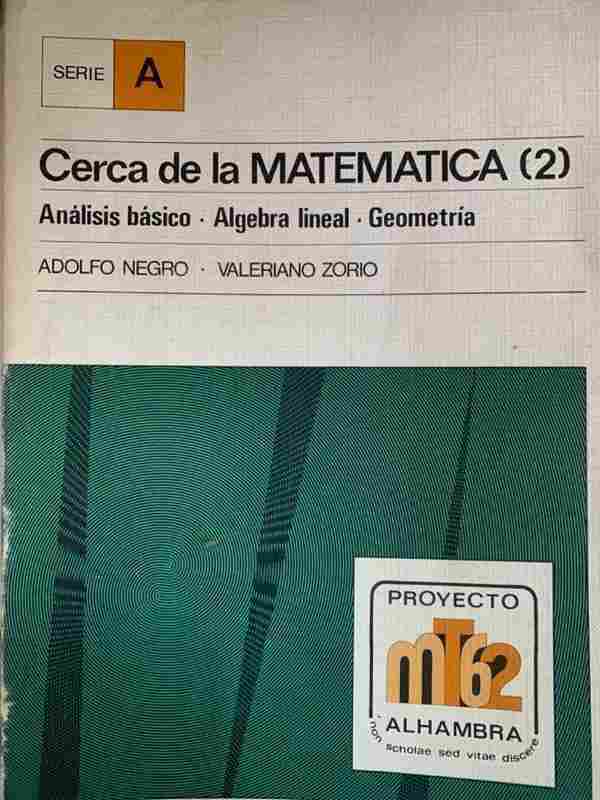 SERIE A
Cerca de la MATEMATICA (2)
Análisis básico · Algebra lineal · Geometría
ADOLFO NEGRO · VALERIANO ZORIO
PROYECTO
mT62
ALHAMBRA
non scholae sed vitae discere